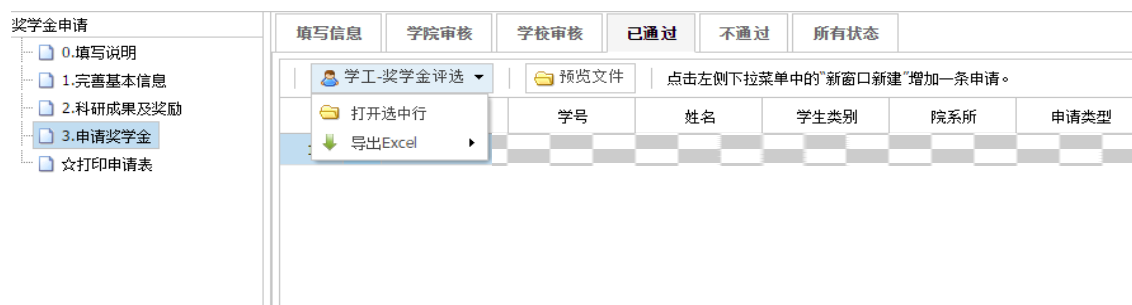 奖学金申请
0.填写说明
1.完善基本信息
2.科研成果及奖励
3.申请奖学金
☆打印申请表
填写信息 学院审核 学校审核 已通过 不通过 所有状态
学工-奖学金评选 预览文件 点击左侧下拉菜单中的"新窗口新建"增加一条申请。
打开选中行
导出Excel
学号 姓名 学生类别 院系所 申请类型